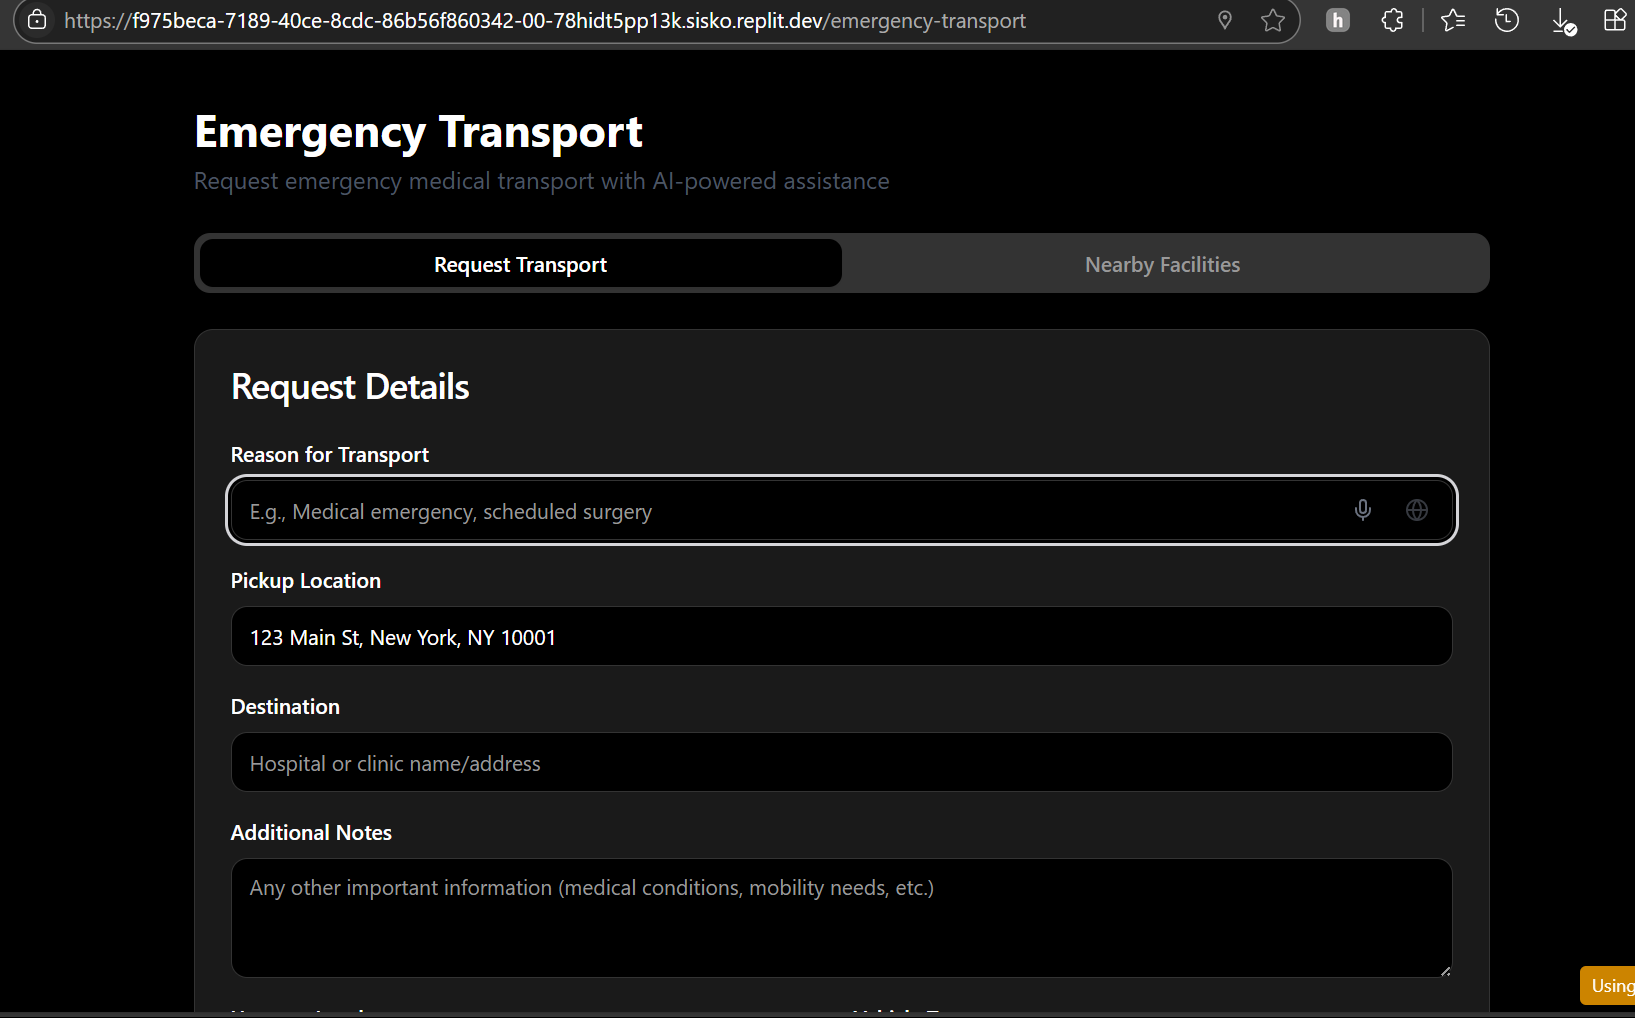 https://f975beca-7189-40ce-8cdc-86b56f860342-00-78hidt5pp13k.sisko.replit.dev/emergency-transport
h
Emergency Transport
Request emergency medical transport with AI-powered assistance
Request Transport
Nearby Facilities
Request Details
Reason for Transport
E.g., Medical emergency, scheduled surgery
Pickup Location
123 Main St, New York, NY 10001
Destination
Hospital or clinic name/address
Additional Notes
Any other important information (medical conditions, mobility needs, etc.)
Using